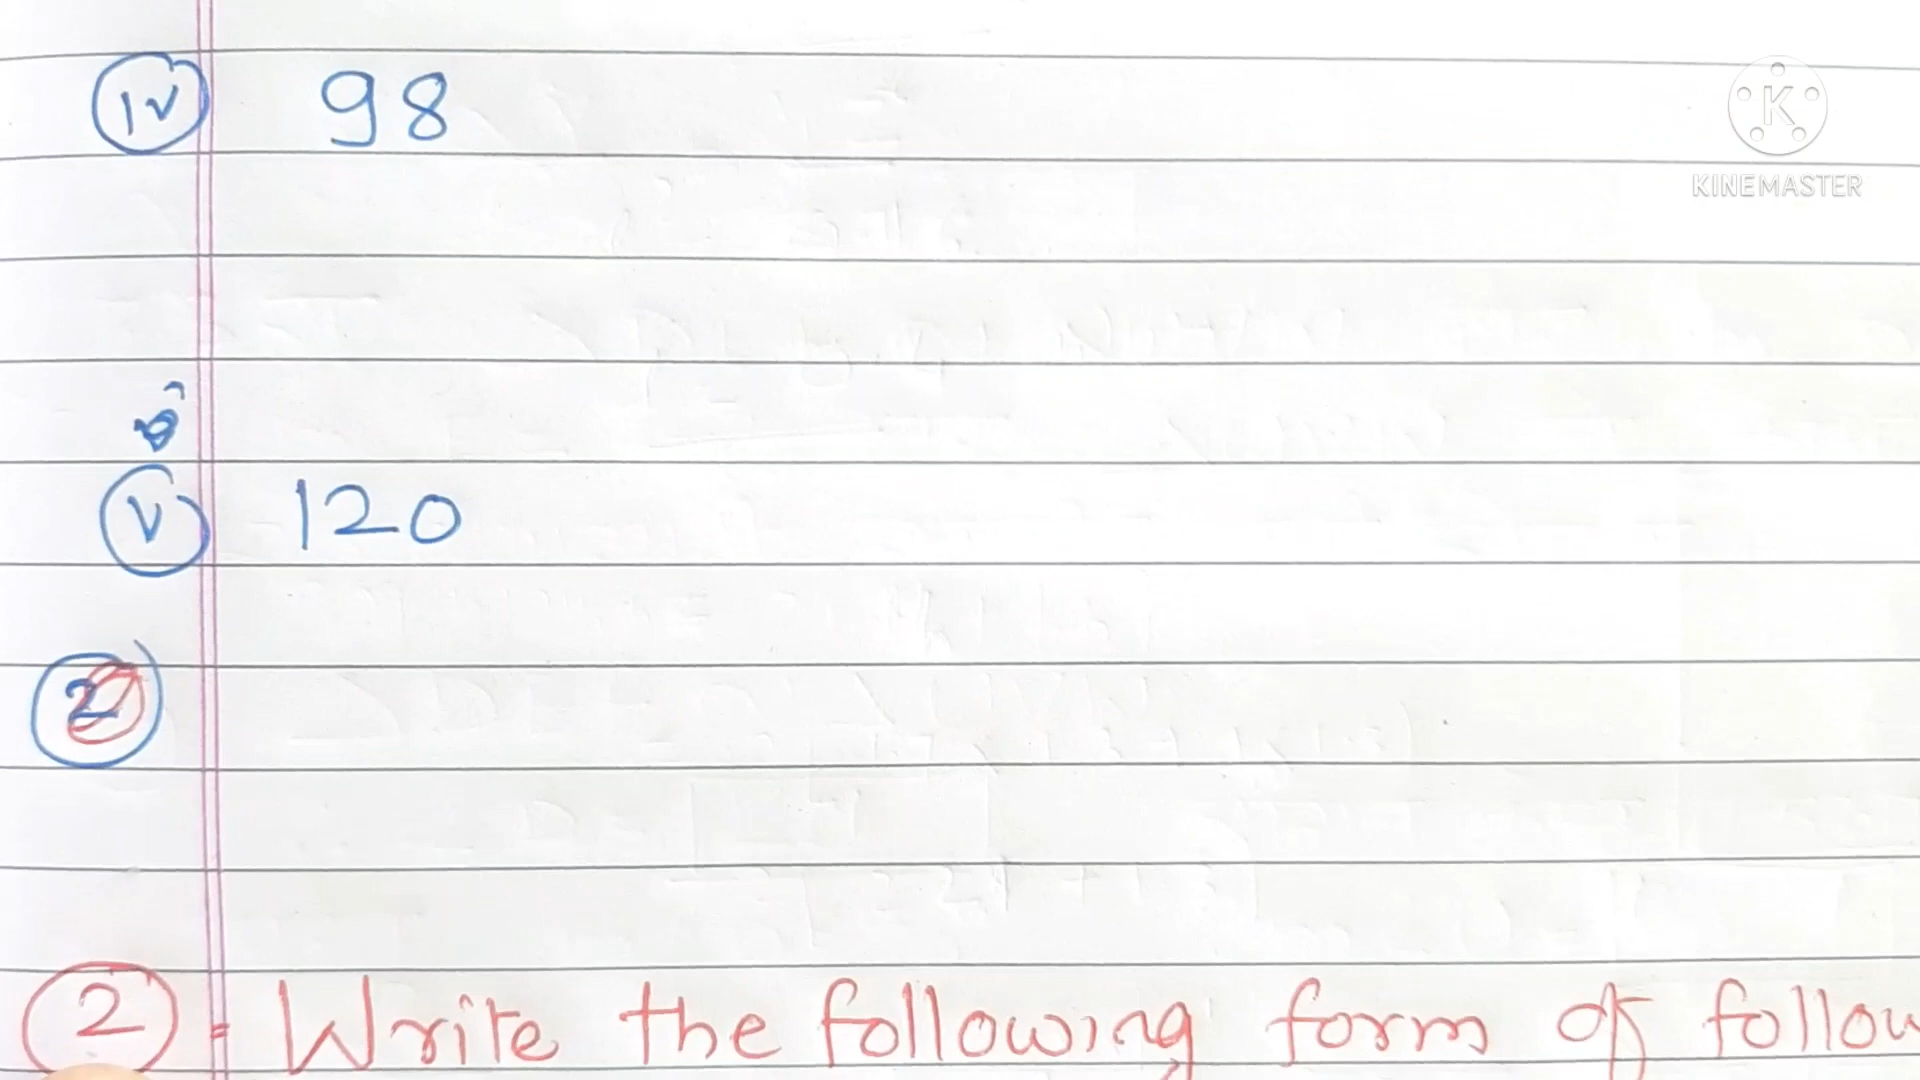 iv 98
K
KINEMASTER
v 120
2
2 = Write the following form of follow